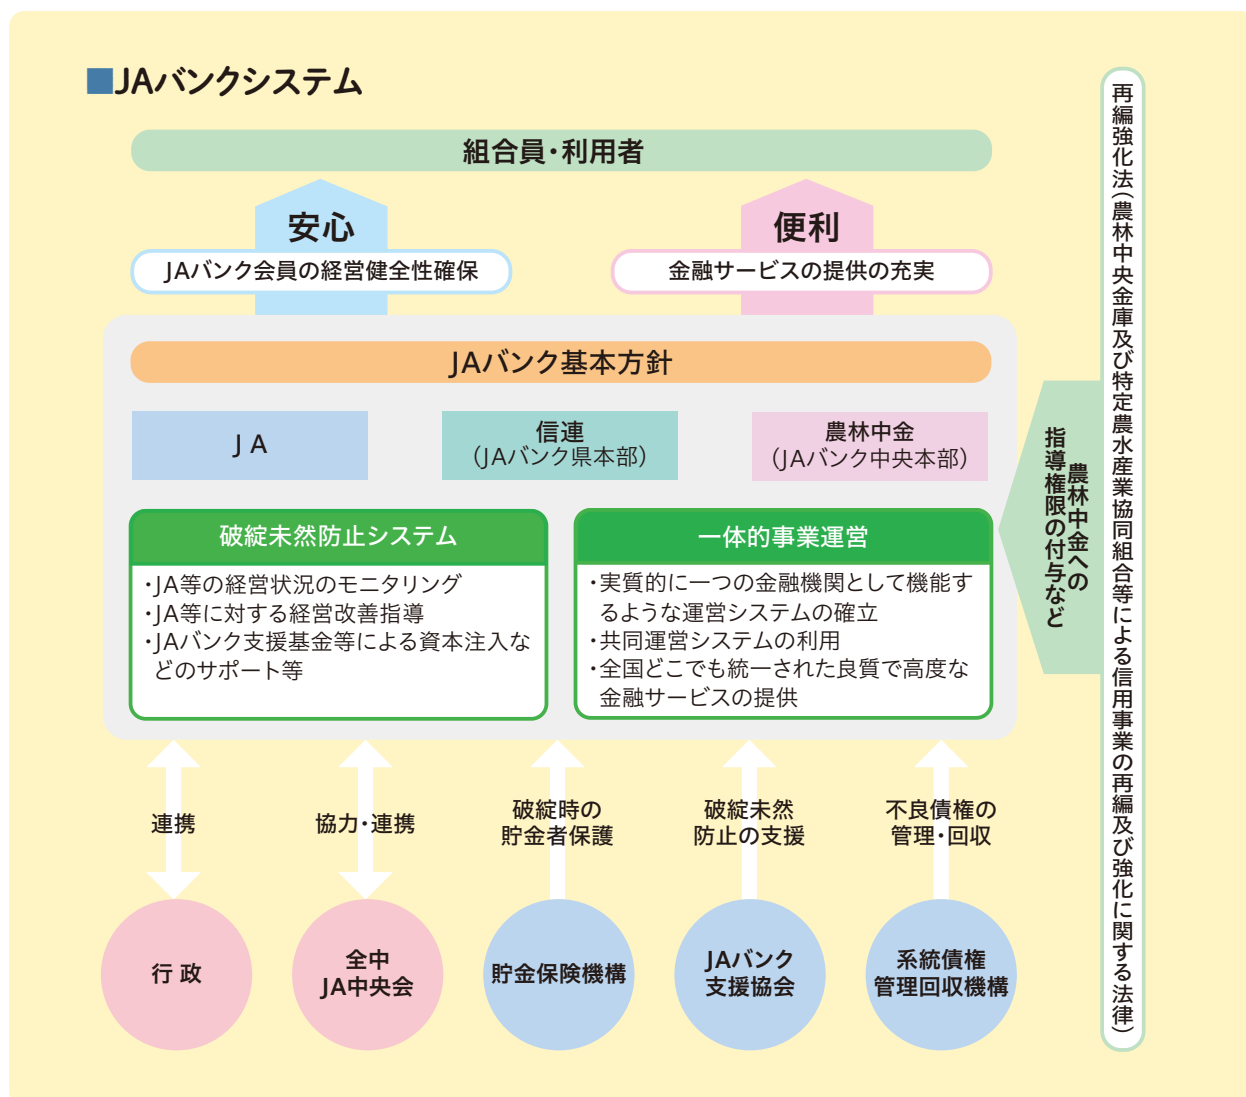 ■JAバンクシステム
組合員・利用者
安心
JAバンク会員の経営健全性確保
便利
金融サービスの提供の充実
JAバンク基本方針
JA
信連
（JAバンク県本部）
農林中金
（JAバンク中央本部）
破綻未然防止システム
・JA等の経営状況のモニタリング
・JA等に対する経営改善指導
・JAバンク支援基金等による資本注入な
どのサポート等
一体的事業運営
・実質的に一つの金融機関として機能す
るような運営システムの確立
・共同運営システムの利用
・全国どこでも統一された良質で高度な
金融サービスの提供
農林中金への
指導権限の付与など
再編強化法（農林中央金庫及び特定農水産業協同組合等による信用事業の再編及び強化に関する法律）
連携
協力・連携
破綻時の
貯金者保護
破綻未然
防止の支援
不良債権の
管理・回収
行政
全中
JA中央会
貯金保険機構
JAバンク
支援協会
系統債権
管理回収機構